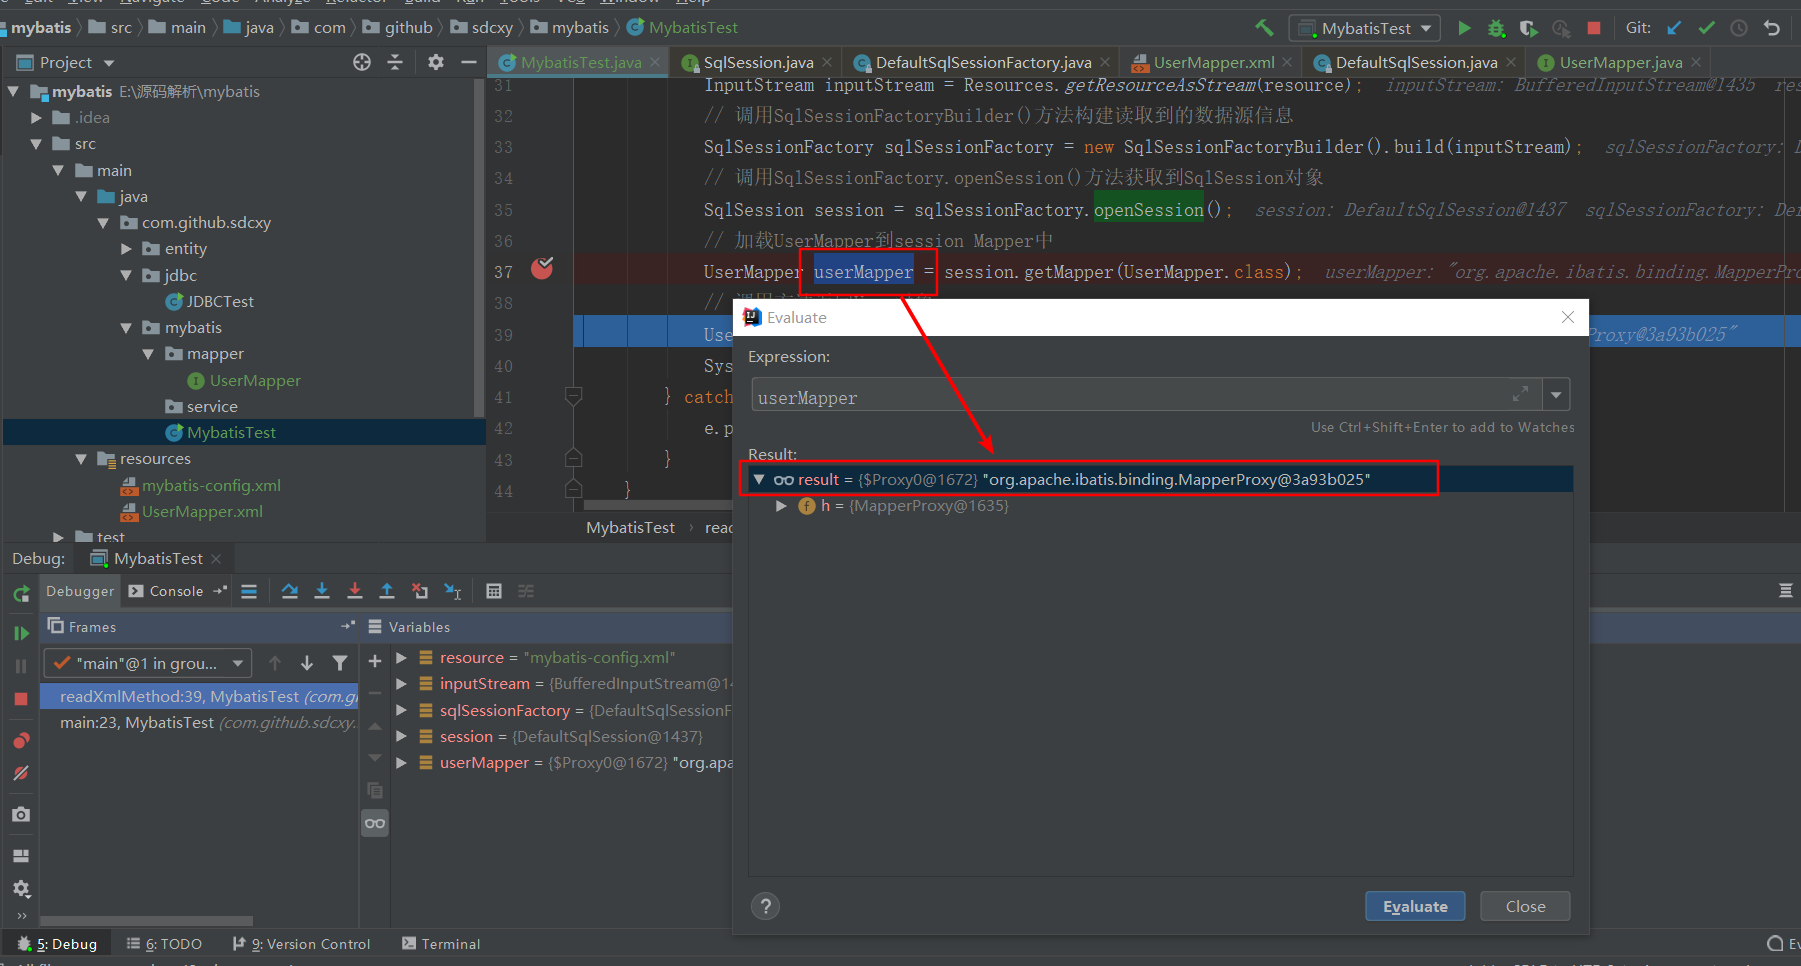 mybatis src main java com github sdcxy mybatis MybatisTest
MybatisTest Git:
Project
MybatisTest.java SqlSession.java DefaultSqlSessionFactory.java UserMapper.xml DefaultSqlSession.java UserMapper.java
mybatis E:\源码解析\mybatis
.idea
src
main
java
com.github.sdcxy
entity
jdbc
JDBCTest
mybatis
mapper
UserMapper
service
MybatisTest
resources
mybatis-config.xml
UserMapper.xml
test
31 InputStream inputStream = Resources.getResourceAsStream(resource); inputStream: BufferedInputStream@1435 res
32 // 调用SqlSessionFactoryBuilder()方法构建读取到的数据源信息
33 SqlSessionFactory sqlSessionFactory = new SqlSessionFactoryBuilder().build(inputStream); sqlSessionFactory: D
34 // 调用SqlSessionFactory.openSession()方法获取到SqlSession对象
35 SqlSession session = sqlSessionFactory.openSession(); session: DefaultSqlSession@1437 sqlSessionFactory: De
36 // 加载UserMapper到session Mapper中
37 UserMapper userMapper = session.getMapper(UserMapper.class); userMapper: "org.apache.ibatis.binding.MapperPro
38 //
39 Use roxy@3a93b025"
40 Sys
41 } catch
42 e.p
43 }
44 }
MybatisTest › read
Evaluate
Expression:
userMapper
Use Ctrl+Shift+Enter to add to Watches
Result:
result = {$Proxy0@1672} "org.apache.ibatis.binding.MapperProxy@3a93b025"
h = {MapperProxy@1635}
? Evaluate Close
Debug: MybatisTest
Debugger Console
Frames
"main"@1 in grou...
readXmlMethod:39, MybatisTest (com.gi
main:23, MybatisTest (com.github.sdcxy.
Variables
resource = "mybatis-config.xml"
inputStream = {BufferedInputStream@14
sqlSessionFactory = {DefaultSqlSessionF
session = {DefaultSqlSession@1437}
userMapper = {$Proxy0@1672} "org.apa
5: Debug 6: TODO 9: Version Control Terminal Ev